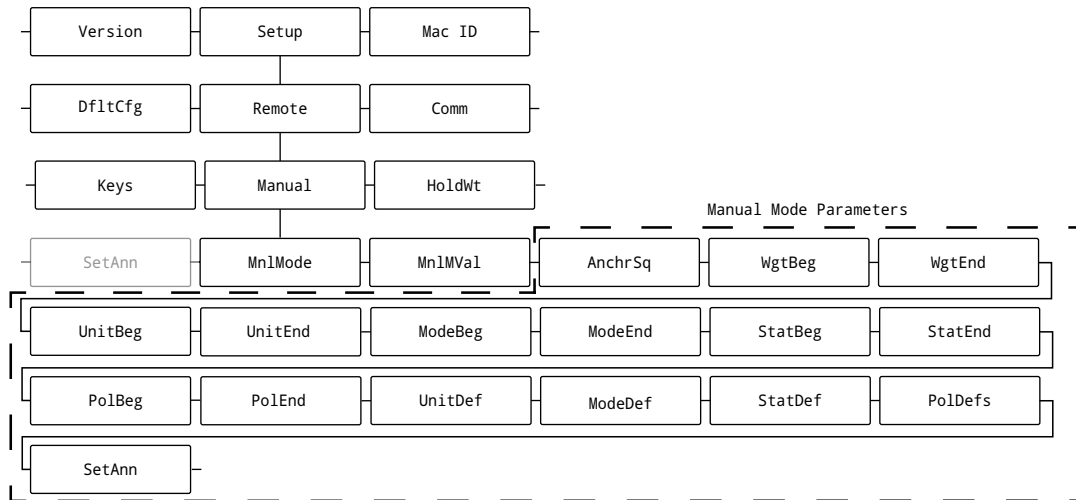 Version Setup Mac ID
DfltCfg Remote Comm
Keys Manual HoldWt
Manual Mode Parameters
SetAnn MnlMode MnlMVal AnchrSq WgtBeg WgtEnd
UnitBeg UnitEnd ModeBeg ModeEnd StatBeg StatEnd
PolBeg PolEnd UnitDef ModeDef StatDef PolDefs
SetAnn